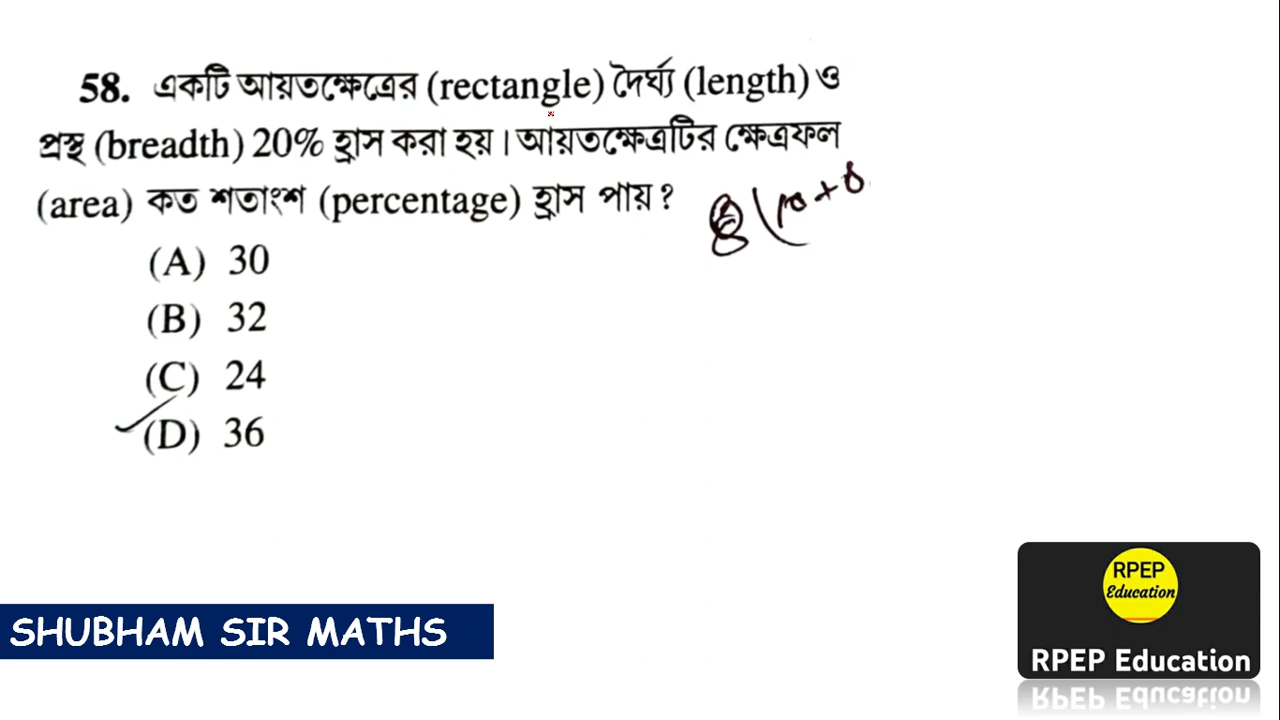 58. একটি আয়তক্ষেত্রের (rectangle) দৈর্ঘ্য (length) ও
প্রস্থ (breadth) 20% হ্রাস করা হয়। আয়তক্ষেত্রটির ক্ষেত্রফল
(area) কত শতাংশ (percentage) হ্রাস পায়?
(A) 30
(B) 32
(C) 24
(D) 36
SHUBHAM SIR MATHS
RPEP
Education
RPEP Education